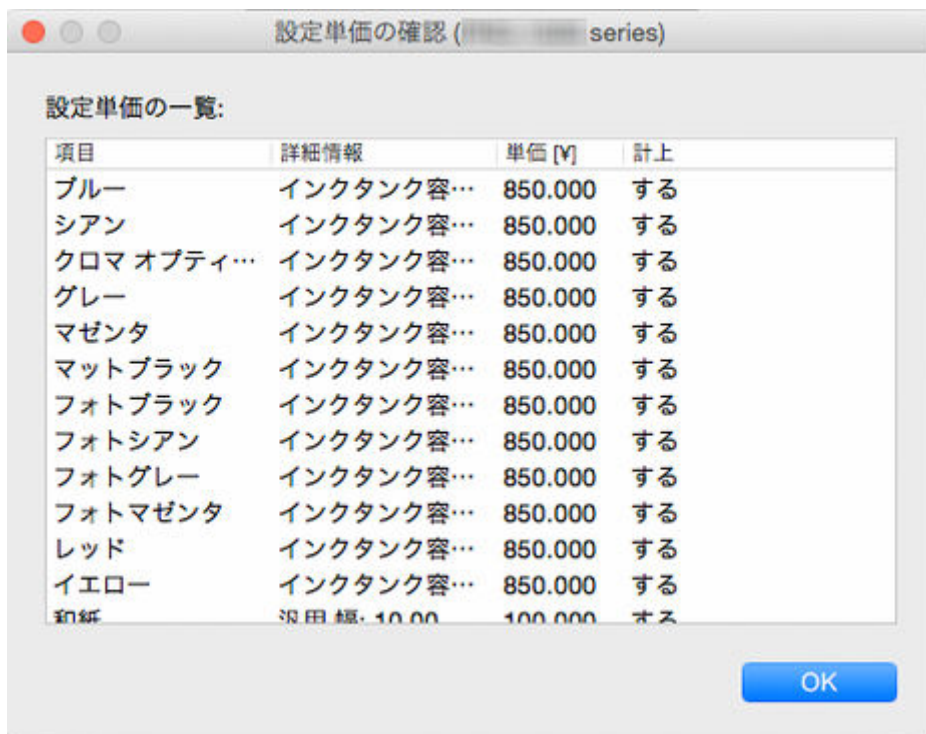 設定単価の確認 ( series)
設定単価の一覧:
項目 詳細情報 単価 [¥] 計上
ブルー インクタンク容… 850.000 する
シアン インクタンク容… 850.000 する
クロマ オプティ… インクタンク容… 850.000 する
グレー インクタンク容… 850.000 する
マゼンタ インクタンク容… 850.000 する
マットブラック インクタンク容… 850.000 する
フォトブラック インクタンク容… 850.000 する
フォトシアン インクタンク容… 850.000 する
フォトグレー インクタンク容… 850.000 する
フォトマゼンタ インクタンク容… 850.000 する
レッド インクタンク容… 850.000 する
イエロー インクタンク容… 850.000 する
和紙 汎用 幅: 10.00 100.000 する
OK